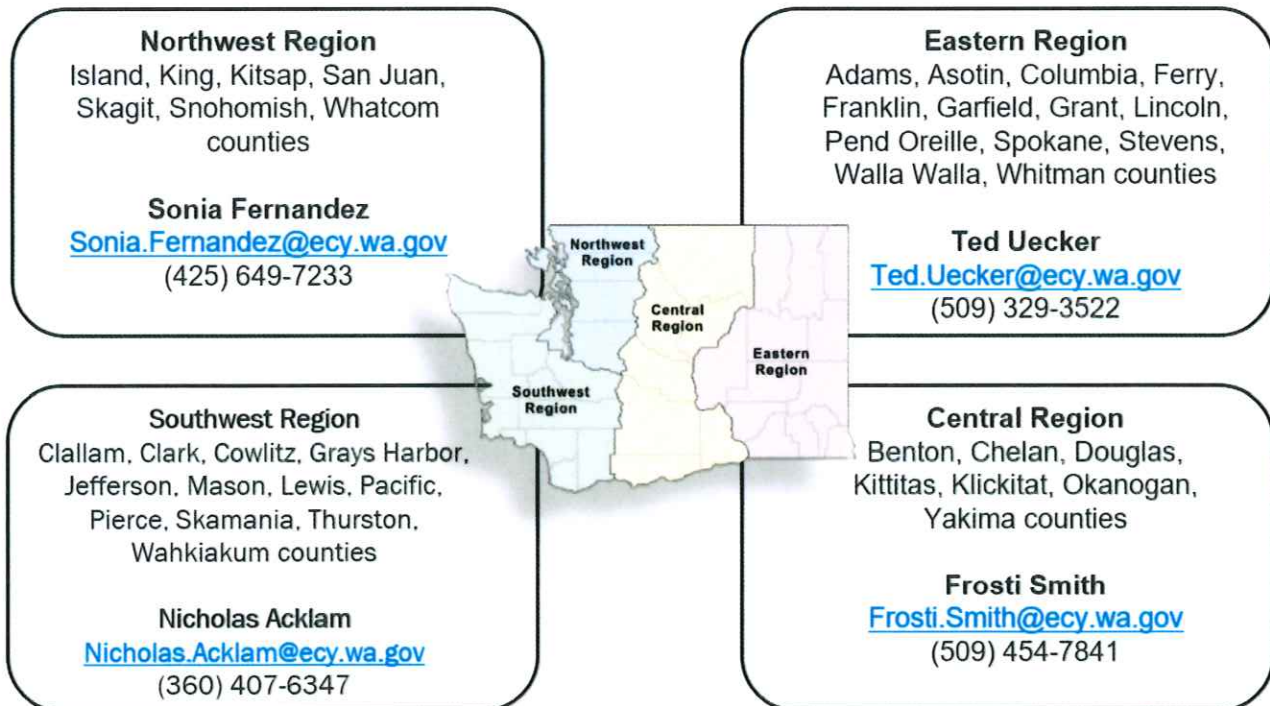 Northwest Region
Island, King, Kitsap, San Juan,
Skagit, Snohomish, Whatcom
counties
Sonia Fernandez
Sonia.Fernandez@ecy.wa.gov
(425) 649-7233
Eastern Region
Adams, Asotin, Columbia, Ferry,
Franklin, Garfield, Grant, Lincoln,
Pend Oreille, Spokane, Stevens,
Walla Walla, Whitman counties
Ted Uecker
Ted.Uecker@ecy.wa.gov
(509) 329-3522
Northwest
Region
Central
Region
Eastern
Region
Southwest
Region
Southwest Region
Clallam, Clark, Cowlitz, Grays Harbor,
Jefferson, Mason, Lewis, Pacific,
Pierce, Skamania, Thurston,
Wahkiakum counties
Nicholas Acklam
Nicholas.Acklam@ecy.wa.gov
(360) 407-6347
Central Region
Benton, Chelan, Douglas,
Kittitas, Klickitat, Okanogan,
Yakima counties
Frosti Smith
Frosti.Smith@ecy.wa.gov
(509) 454-7841